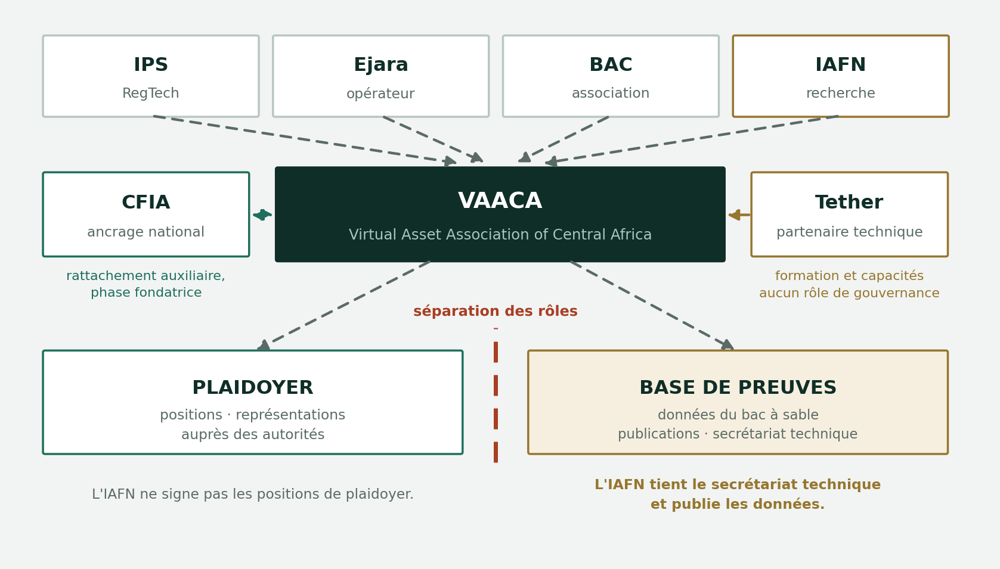 IPS
RegTech
Ejara
opérateur
BAC
association
IAFN
recherche
CFIA
ancrage national
VAACA
Virtual Asset Association of Central Africa
Tether
partenaire technique
rattachement auxiliaire,
phase fondatrice
formation et capacités
aucun rôle de gouvernance
séparation des rôles
PLAIDOYER
positions · représentations
auprès des autorités
BASE DE PREUVES
données du bac à sable
publications · secrétariat technique
L'IAFN ne signe pas les positions de plaidoyer.
L'IAFN tient le secrétariat technique
et publie les données.